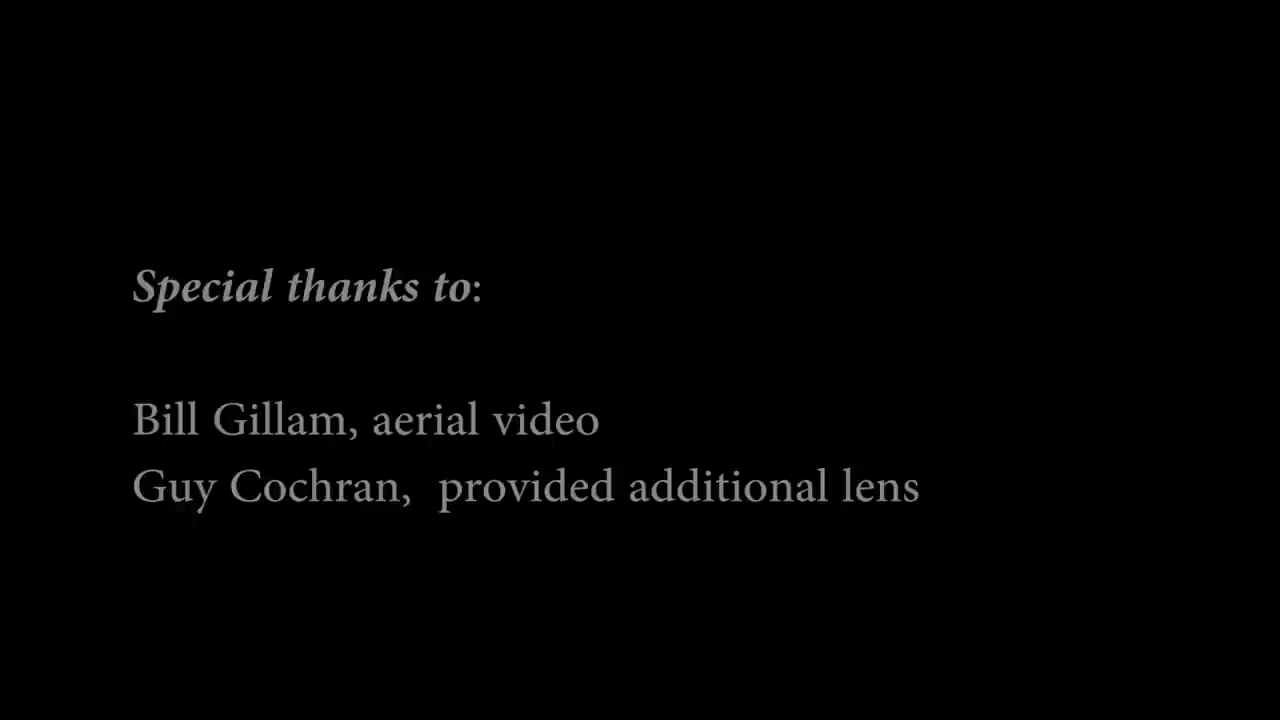 Special thanks to:
Bill Gillam, aerial video
Guy Cochran,  provided additional lens